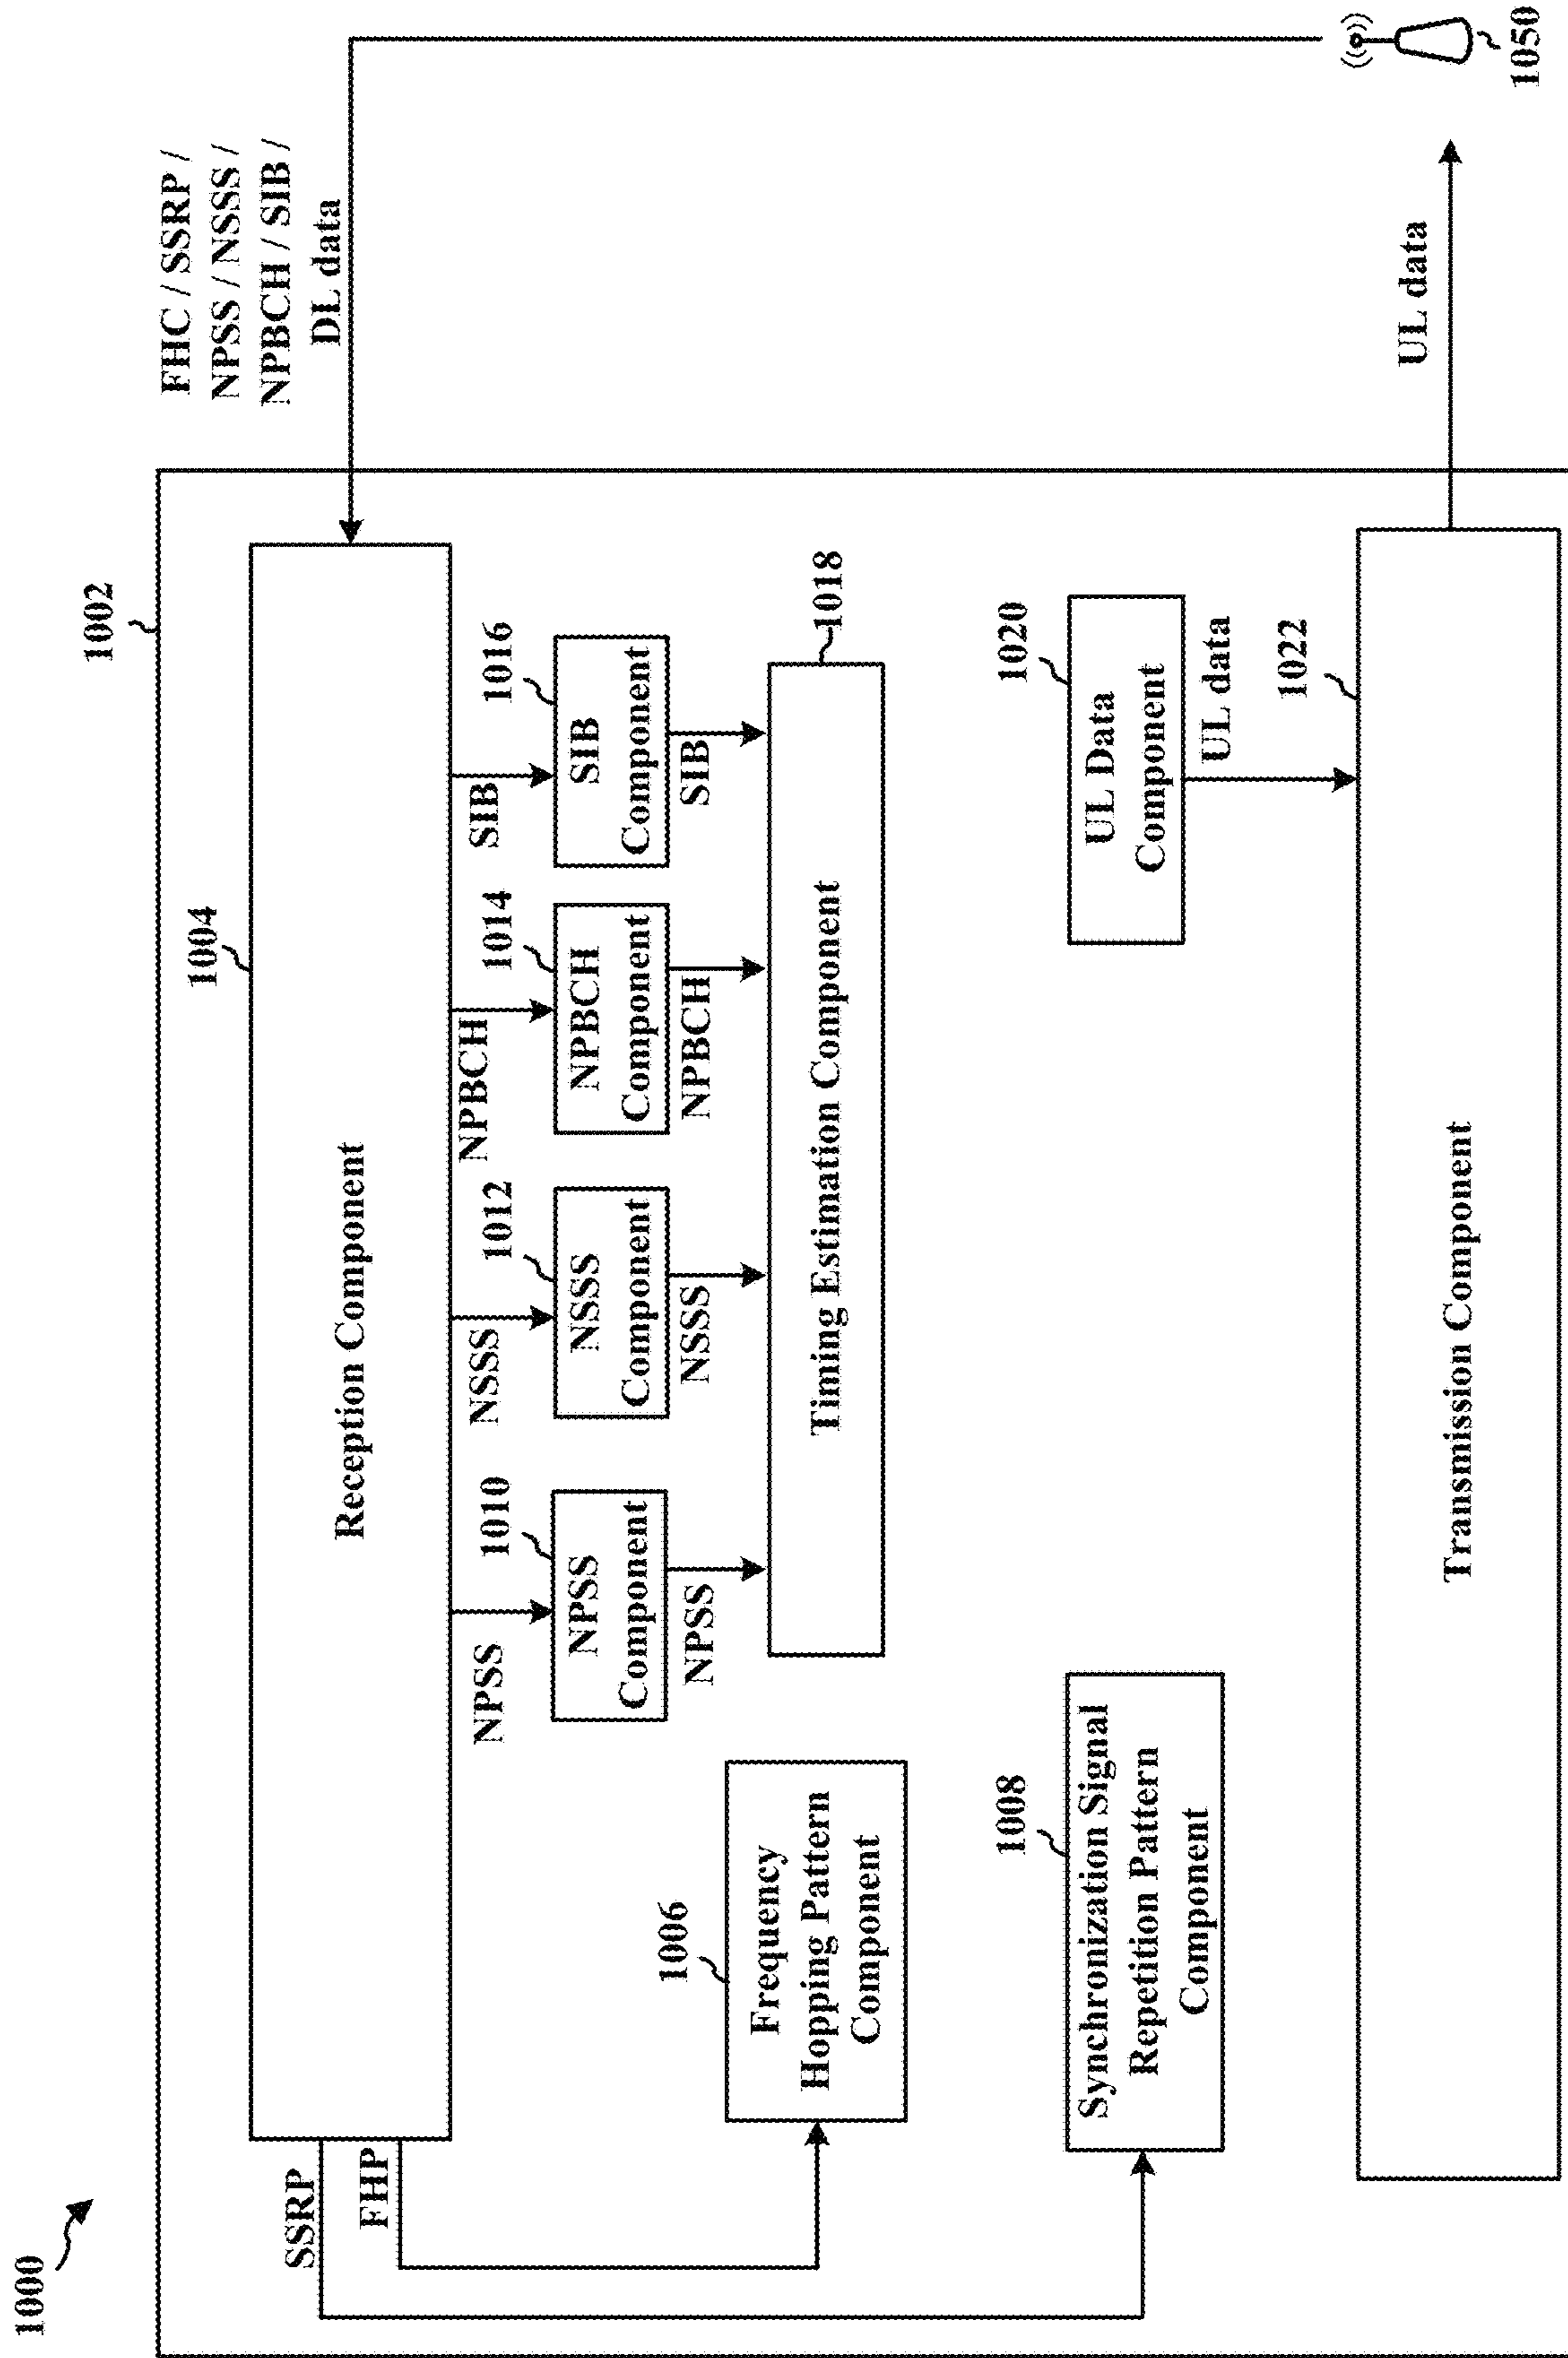 1000
1002
FHC / SSRP /
NPSS / NSSS /
NPBCH / SIB /
DL data
1004
Reception Component
SSRP
FHP
NPSS
NSSS
NPBCH
SIB
1010
NPSS
Component
1012
NSSS
Component
1014
NPBCH
Component
1016
SIB
Component
NPSS
NSSS
NPBCH
SIB
1018
Timing Estimation Component
1006
Frequency
Hopping Pattern
Component
1008
Synchronization Signal
Repetition Pattern
Component
1020
UL Data
Component
UL data
1022
Transmission Component
UL data
1050